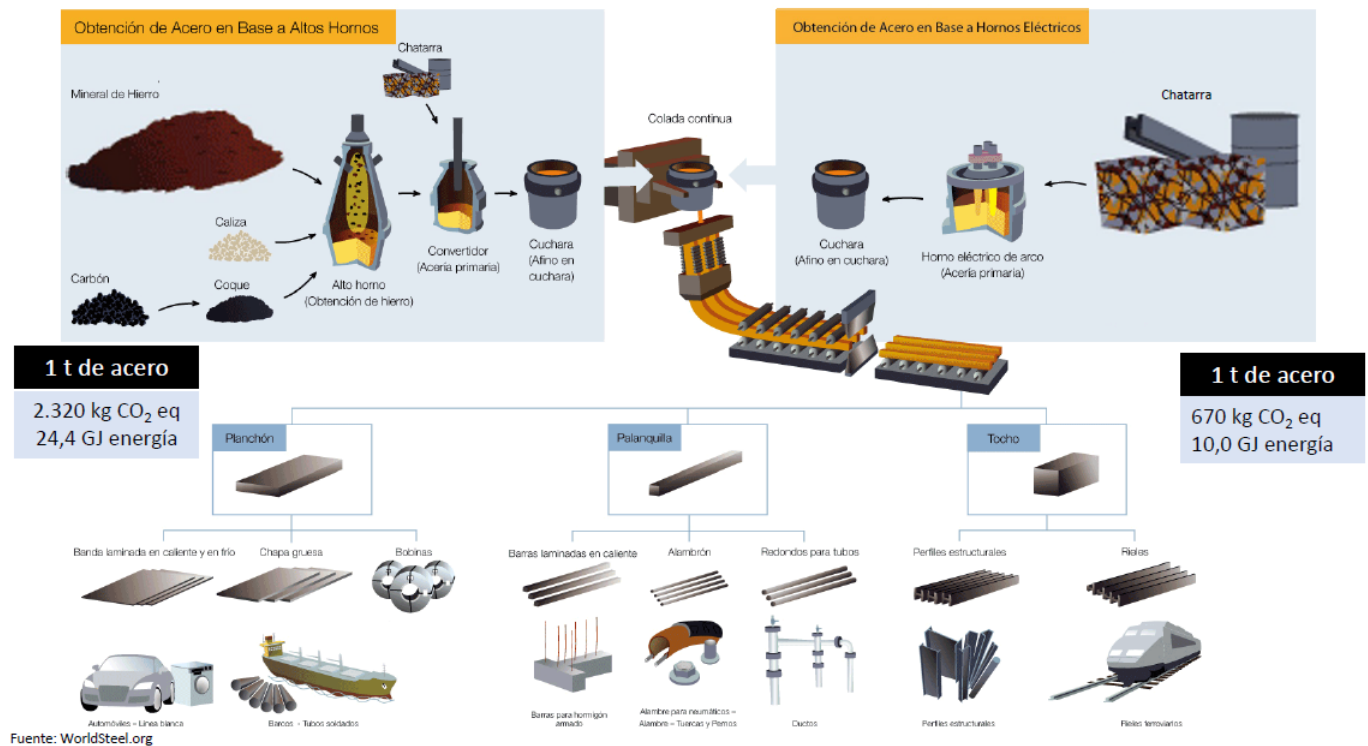 Obtención de Acero en Base a Altos Hornos
Chatarra
Mineral de Hierro
Caliza
Carbón
Coque
Alto horno
(Obtención de hierro)
Convertidor
(Acería primaria)
Cuchara
(Afino en
cuchara)
Colada contínua
Obtención de Acero en Base a Hornos Eléctricos
Chatarra
Cuchara
(Afino en cuchara)
Horno eléctrico de arco
(Acería primaria)
1 t de acero
2.320 kg CO₂ eq
24,4 GJ energía
1 t de acero
670 kg CO₂ eq
10,0 GJ energía
Planchón
Palanquilla
Tocho
Banda laminada en caliente y en frío
Chapa gruesa
Bobinas
Barras laminadas en caliente
Alambrón
Redondos para tubos
Perfiles estructurales
Rieles
Automóviles – Línea blanca
Barcos - Tubos soldados
Barras para hormigón
armado
Alambre para neumáticos –
Alambre – Tuercas y Pernos
Ductos
Perfiles estructurales
Rieles ferroviarios
Fuente: WorldSteel.org